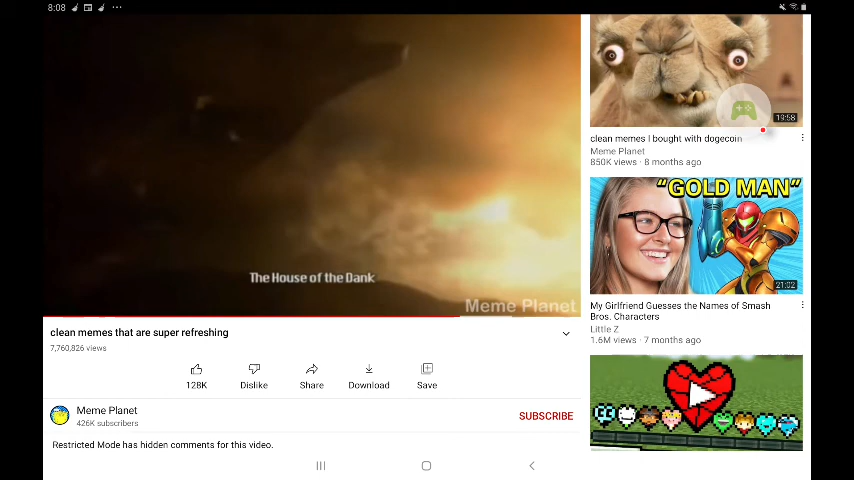 8:08
The House of the Dank
Meme Planet
clean memes that are super refreshing
7,760,826 views
128K
Dislike
Share
Download
Save
Meme Planet
426K subscribers
SUBSCRIBE
Restricted Mode has hidden comments for this video.
19:58
clean memes I bought with dogecoin
Meme Planet
850K views · 8 months ago
"GOLD MAN"
21:02
My Girlfriend Guesses the Names of Smash
Bros. Characters
Little Z
1.6M views · 7 months ago